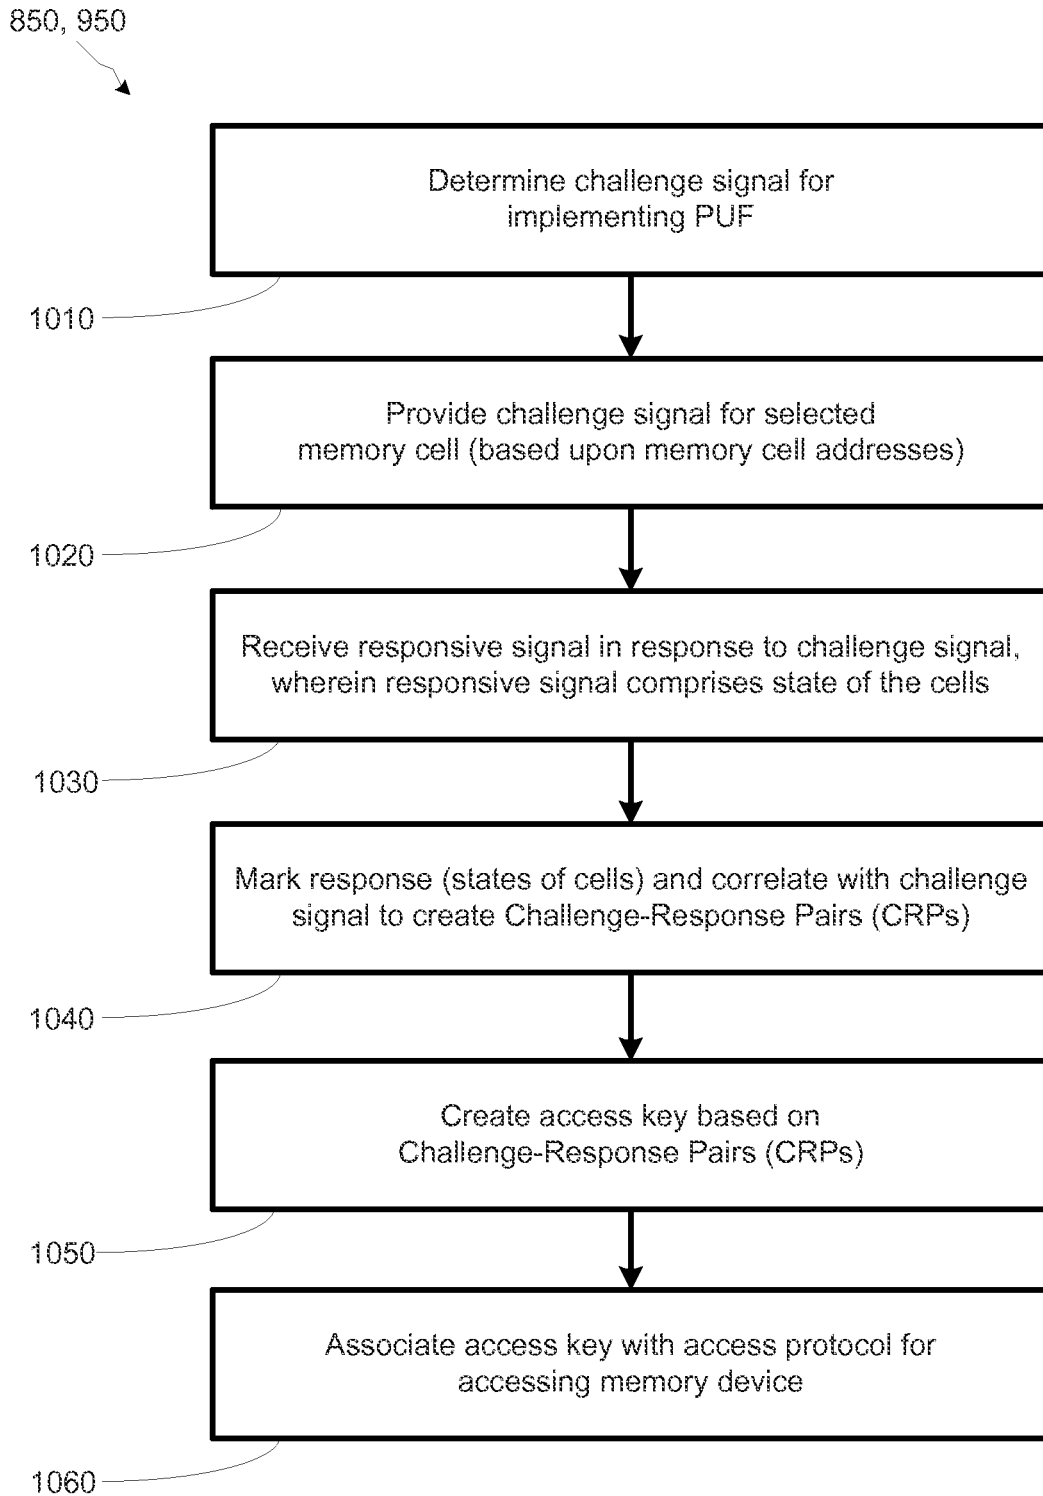 850, 950
Determine challenge signal for
implementing PUF
1010
Provide challenge signal for selected
memory cell (based upon memory cell addresses)
1020
Receive responsive signal in response to challenge signal,
wherein responsive signal comprises state of the cells
1030
Mark response (states of cells) and correlate with challenge
signal to create Challenge-Response Pairs (CRPs)
1040
Create access key based on
Challenge-Response Pairs (CRPs)
1050
Associate access key with access protocol for
accessing memory device
1060